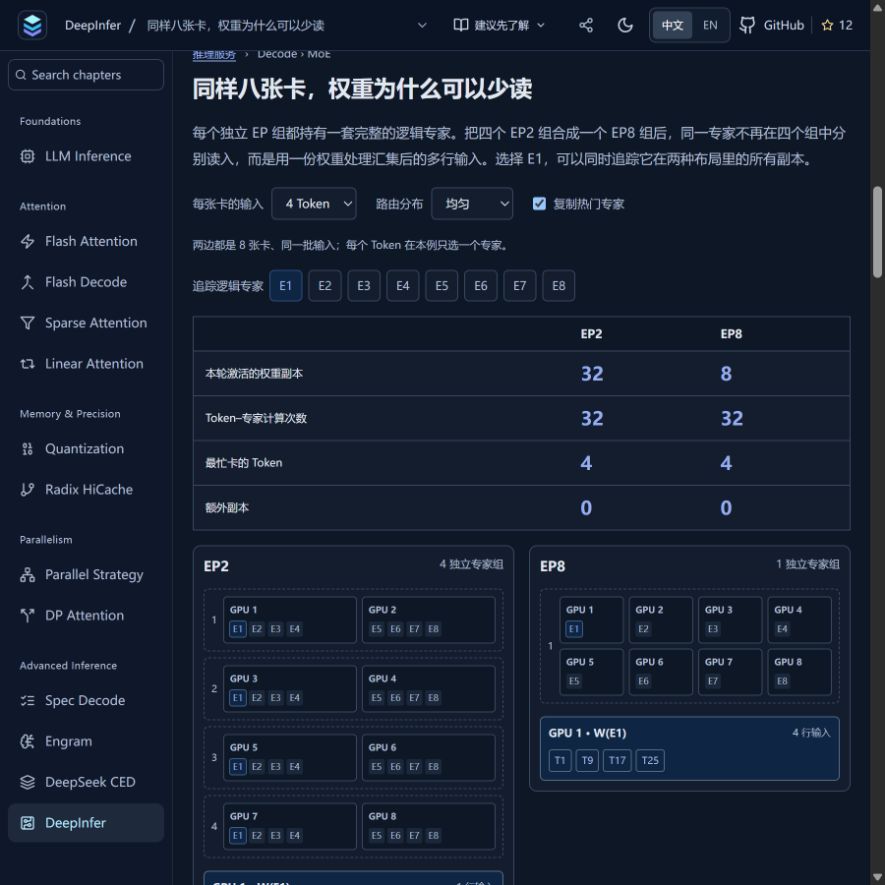 DeepInfer / 同样八张卡，权重为什么可以少读 建议先了解 中文 EN GitHub 12
Search chapters
Foundations
LLM Inference
Attention
Flash Attention
Flash Decode
Sparse Attention
Linear Attention
Memory & Precision
Quantization
Radix HiCache
Parallelism
Parallel Strategy
DP Attention
Advanced Inference
Spec Decode
Engram
DeepSeek CED
DeepInfer
推理服务 › Decode › MoE
同样八张卡，权重为什么可以少读
每个独立 EP 组都持有一套完整的逻辑专家。把四个 EP2 组合成一个 EP8 组后，同一专家不再在四个组中分
别读入，而是用一份权重处理汇集后的多行输入。选择 E1，可以同时追踪它在两种布局里的所有副本。
每张卡的输入 4 Token 路由分布 均匀 复制热门专家
两边都是 8 张卡、同一批输入；每个 Token 在本例只选一个专家。
追踪逻辑专家 E1 E2 E3 E4 E5 E6 E7 E8
EP2 EP8
本轮激活的权重副本 32 8
Token–专家计算次数 32 32
最忙卡的 Token 4 4
额外副本 0 0
EP2 4 独立专家组
1
GPU 1 GPU 2
E1 E2 E3 E4 E5 E6 E7 E8
2
GPU 3 GPU 4
E1 E2 E3 E4 E5 E6 E7 E8
3
GPU 5 GPU 6
E1 E2 E3 E4 E5 E6 E7 E8
4
GPU 7 GPU 8
E1 E2 E3 E4 E5 E6 E7 E8
EP8 1 独立专家组
1
GPU 1 GPU 2 GPU 3 GPU 4
E1 E2 E3 E4
GPU 5 GPU 6 GPU 7 GPU 8
E5 E6 E7 E8
GPU 1 • W(E1) 4 行输入
T1 T9 T17 T25